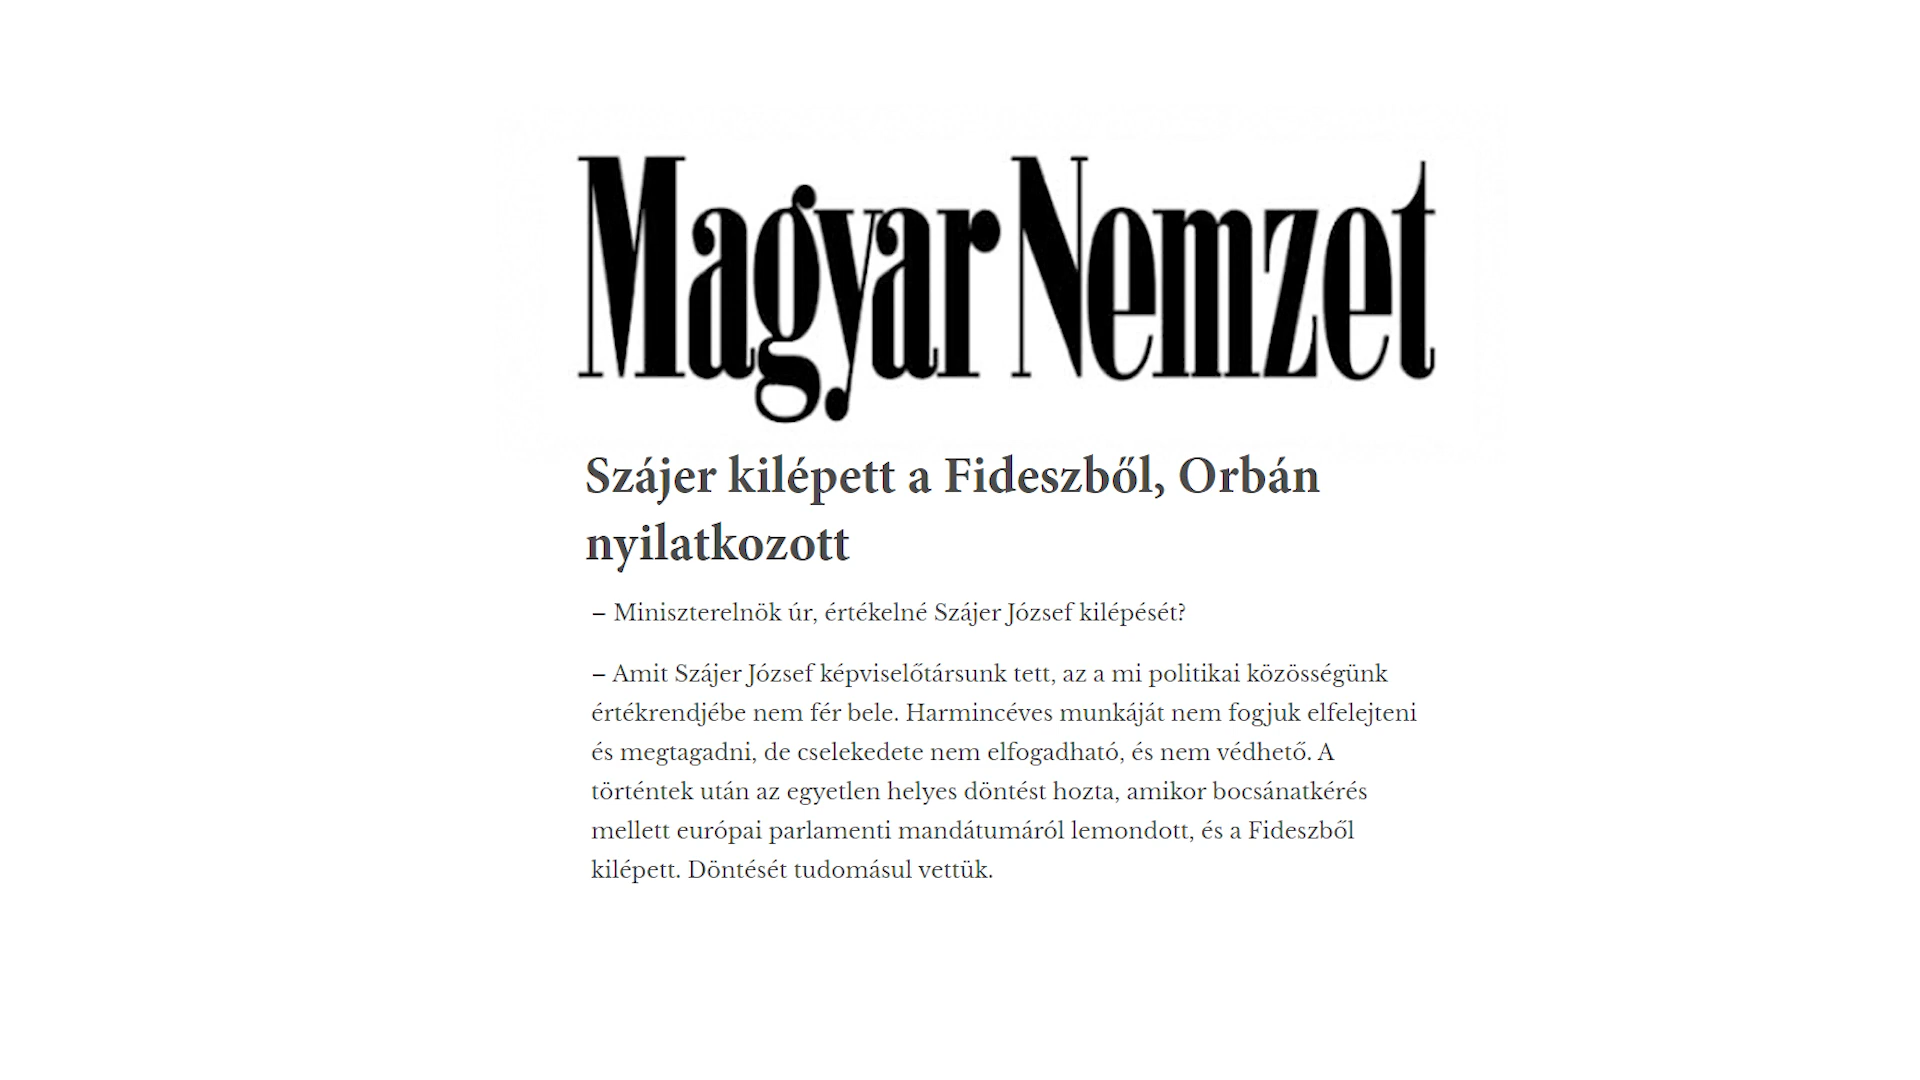 Magyar Nemzet
Szájer kilépett a Fideszből, Orbán
nyilatkozott
– Miniszterelnök úr, értékelné Szájer József kilépését?
– Amit Szájer József képviselőtársunk tett, az a mi politikai közösségünk
értékrendjébe nem fér bele. Harmincéves munkáját nem fogjuk elfelejteni
és megtagadni, de cselekedete nem elfogadható, és nem védhető. A
történtek után az egyetlen helyes döntést hozta, amikor bocsánatkérés
mellett európai parlamenti mandátumáról lemondott, és a Fideszből
kilépett. Döntését tudomásul vettük.